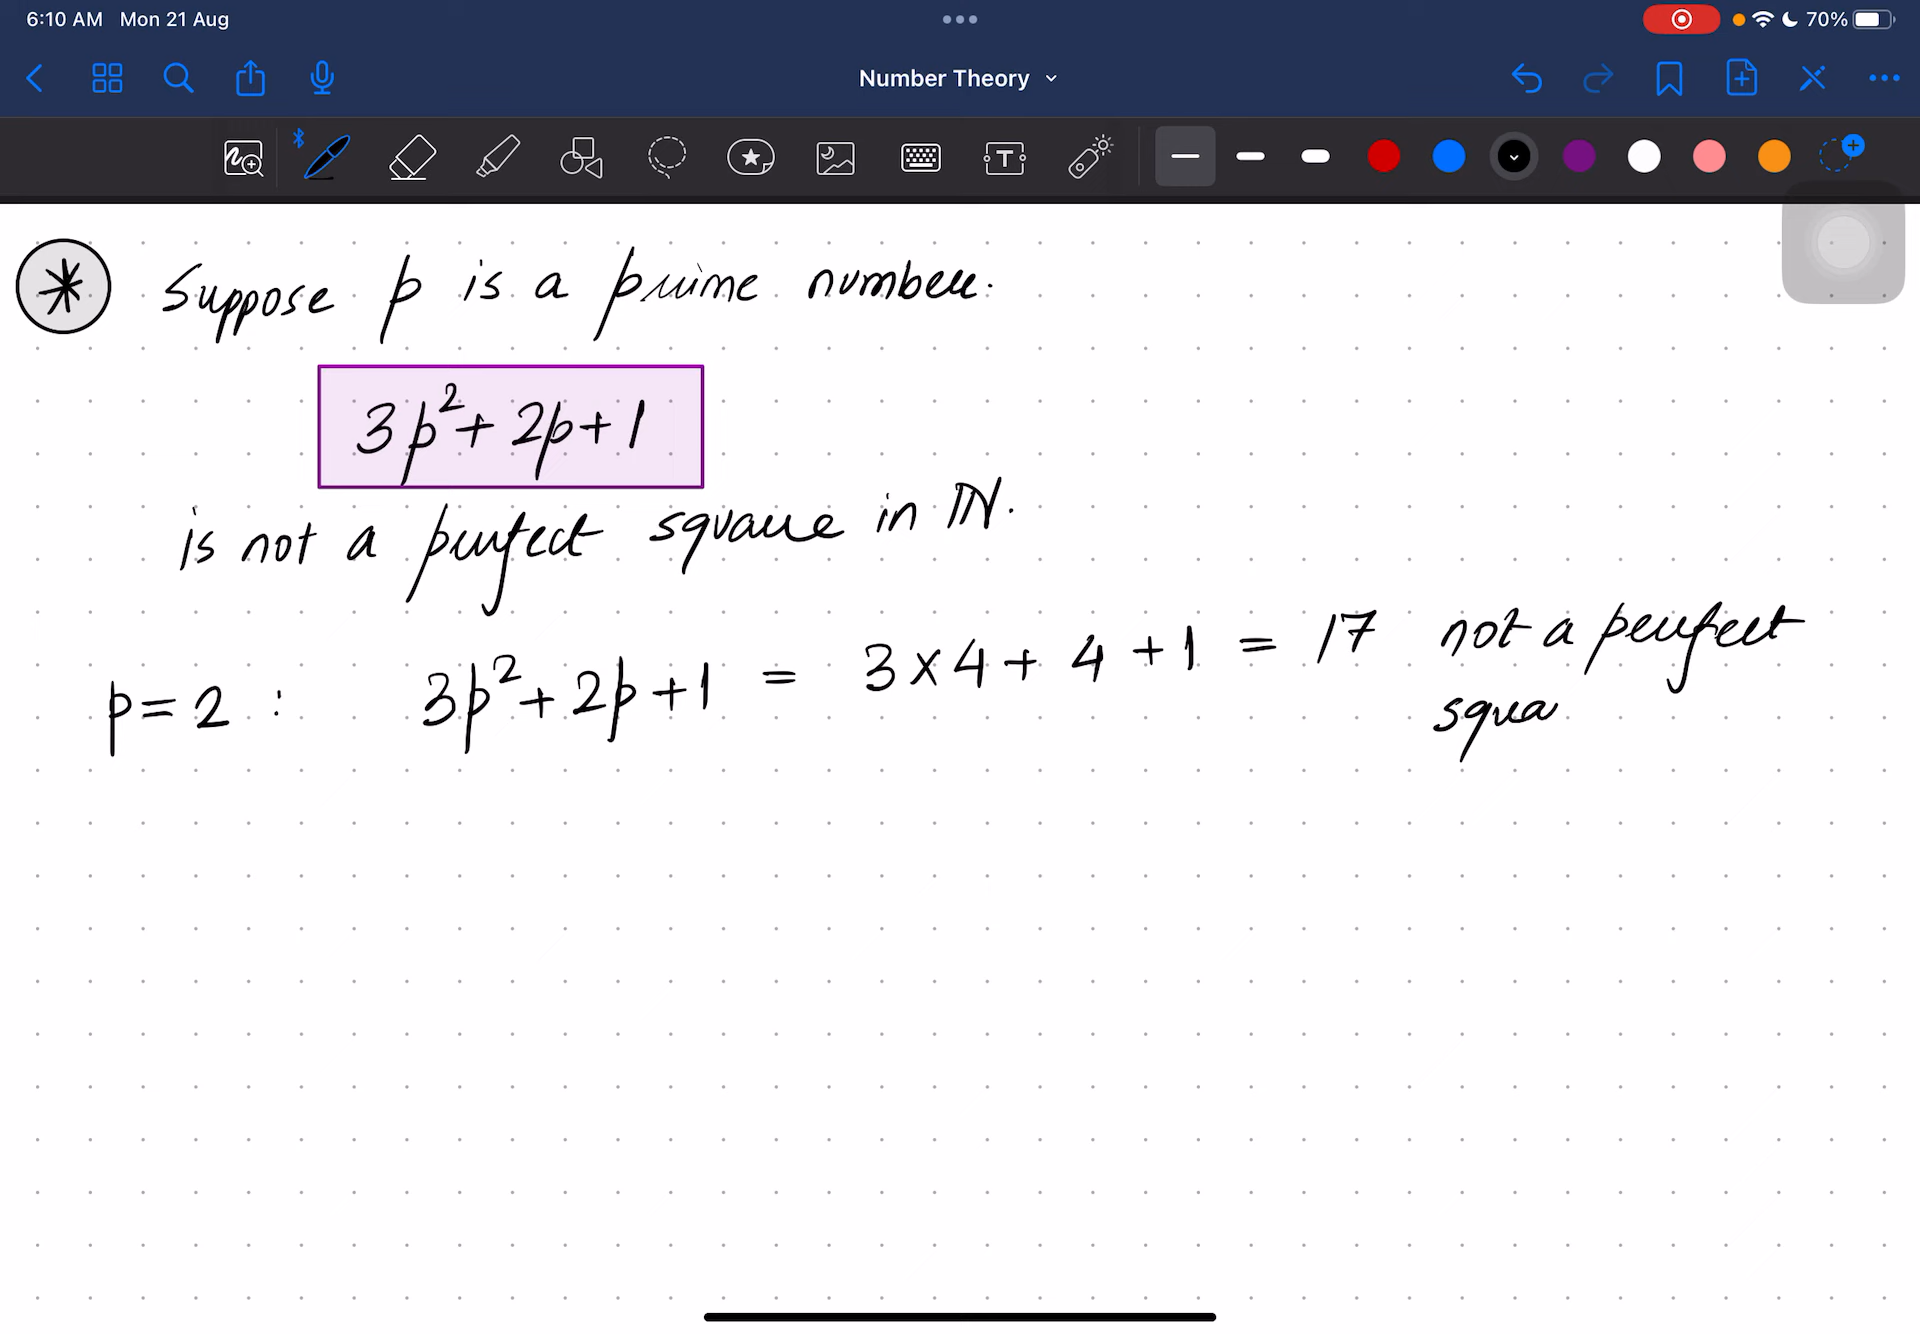 6:10 AM Mon 21 Aug
70%
Number Theory
T
* Suppose p is a prime number.
3p²+2p+1
is not a perfect square in ℕ.
p=2 : 3p²+2p+1 = 3×4+4+1 = 17 not a perfect
squa